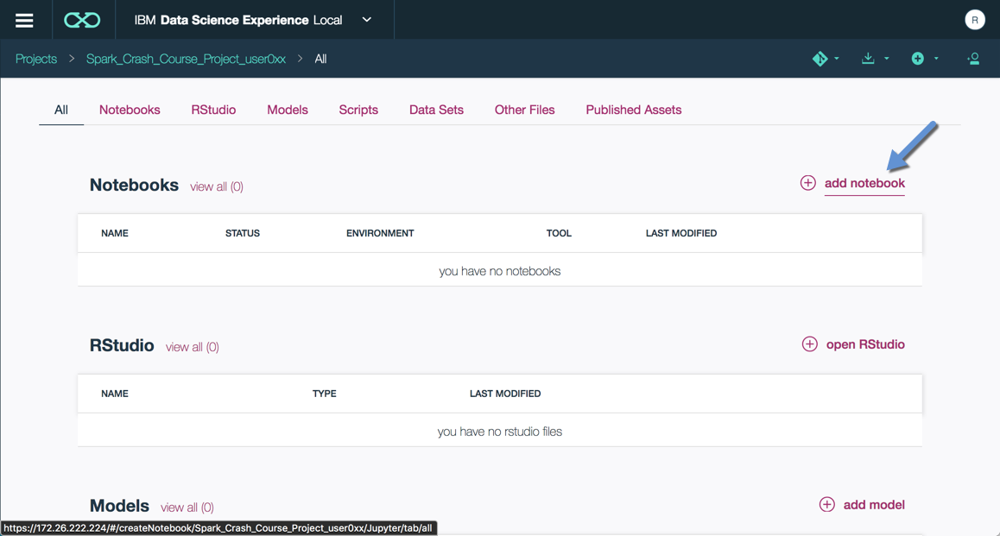 IBM Data Science Experience Local
R
Projects > Spark_Crash_Course_Project_user0xx > All
All Notebooks RStudio Models Scripts Data Sets Other Files Published Assets
Notebooks view all (0) add notebook
NAME STATUS ENVIRONMENT TOOL LAST MODIFIED
you have no notebooks
RStudio view all (0) open RStudio
NAME TYPE LAST MODIFIED
you have no rstudio files
Models view all (0) add model
https://172.26.222.224/#/createNotebook/Spark_Crash_Course_Project_user0xx/Jupyter/tab/all